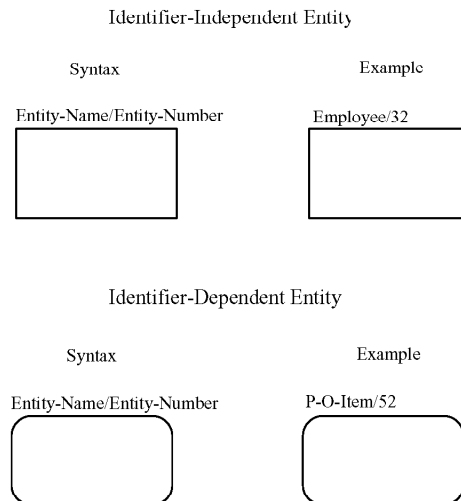 Identifier-Independent Entity
Syntax
Example
Entity-Name/Entity-Number
Employee/32
Identifier-Dependent Entity
Syntax
Example
Entity-Name/Entity-Number
P-O-Item/52